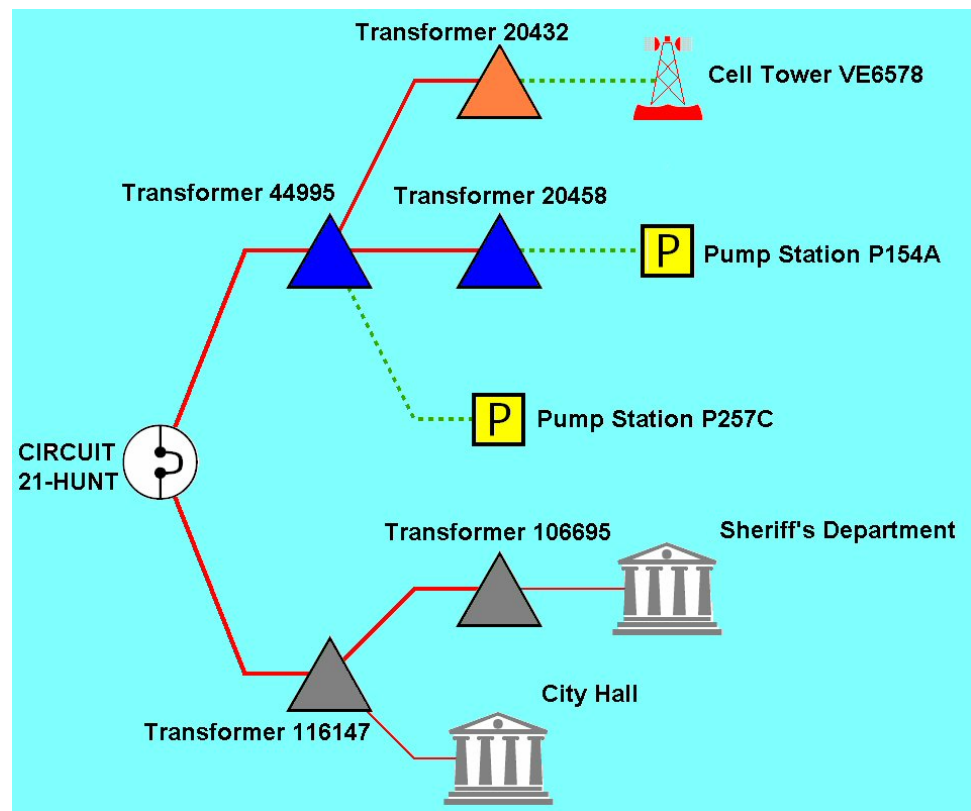 Transformer 20432
Cell Tower VE6578
Transformer 44995
Transformer 20458
P
Pump Station P154A
P
Pump Station P257C
CIRCUIT
21-HUNT
Transformer 106695
Sheriff's Department
City Hall
Transformer 116147